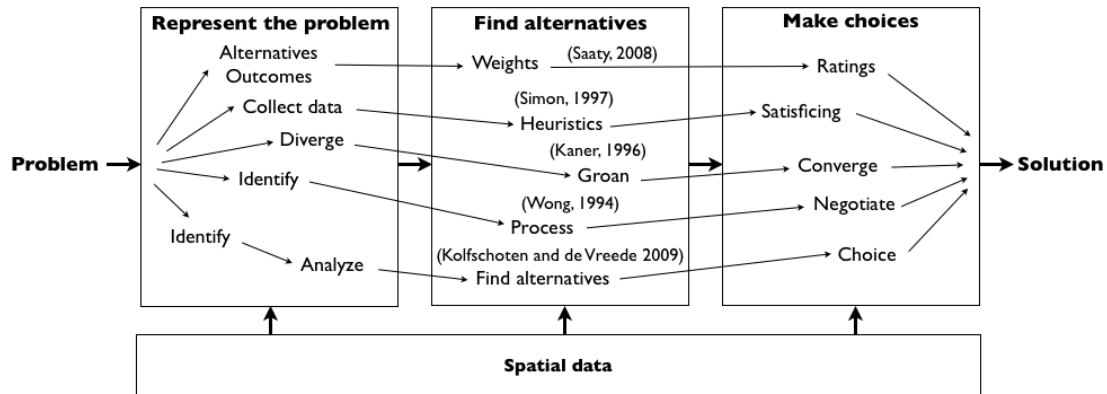 Represent the problem
Find alternatives
Make choices
Alternatives
Outcomes
Weights
(Saaty, 2008)
Ratings
Collect data
(Simon, 1997)
Heuristics
Satisficing
Diverge
(Kaner, 1996)
Groan
Converge
Problem
Solution
Identify
(Wong, 1994)
Process
Negotiate
Identify
Analyze
(Kolfschoten and de Vreede 2009)
Find alternatives
Choice
Spatial data